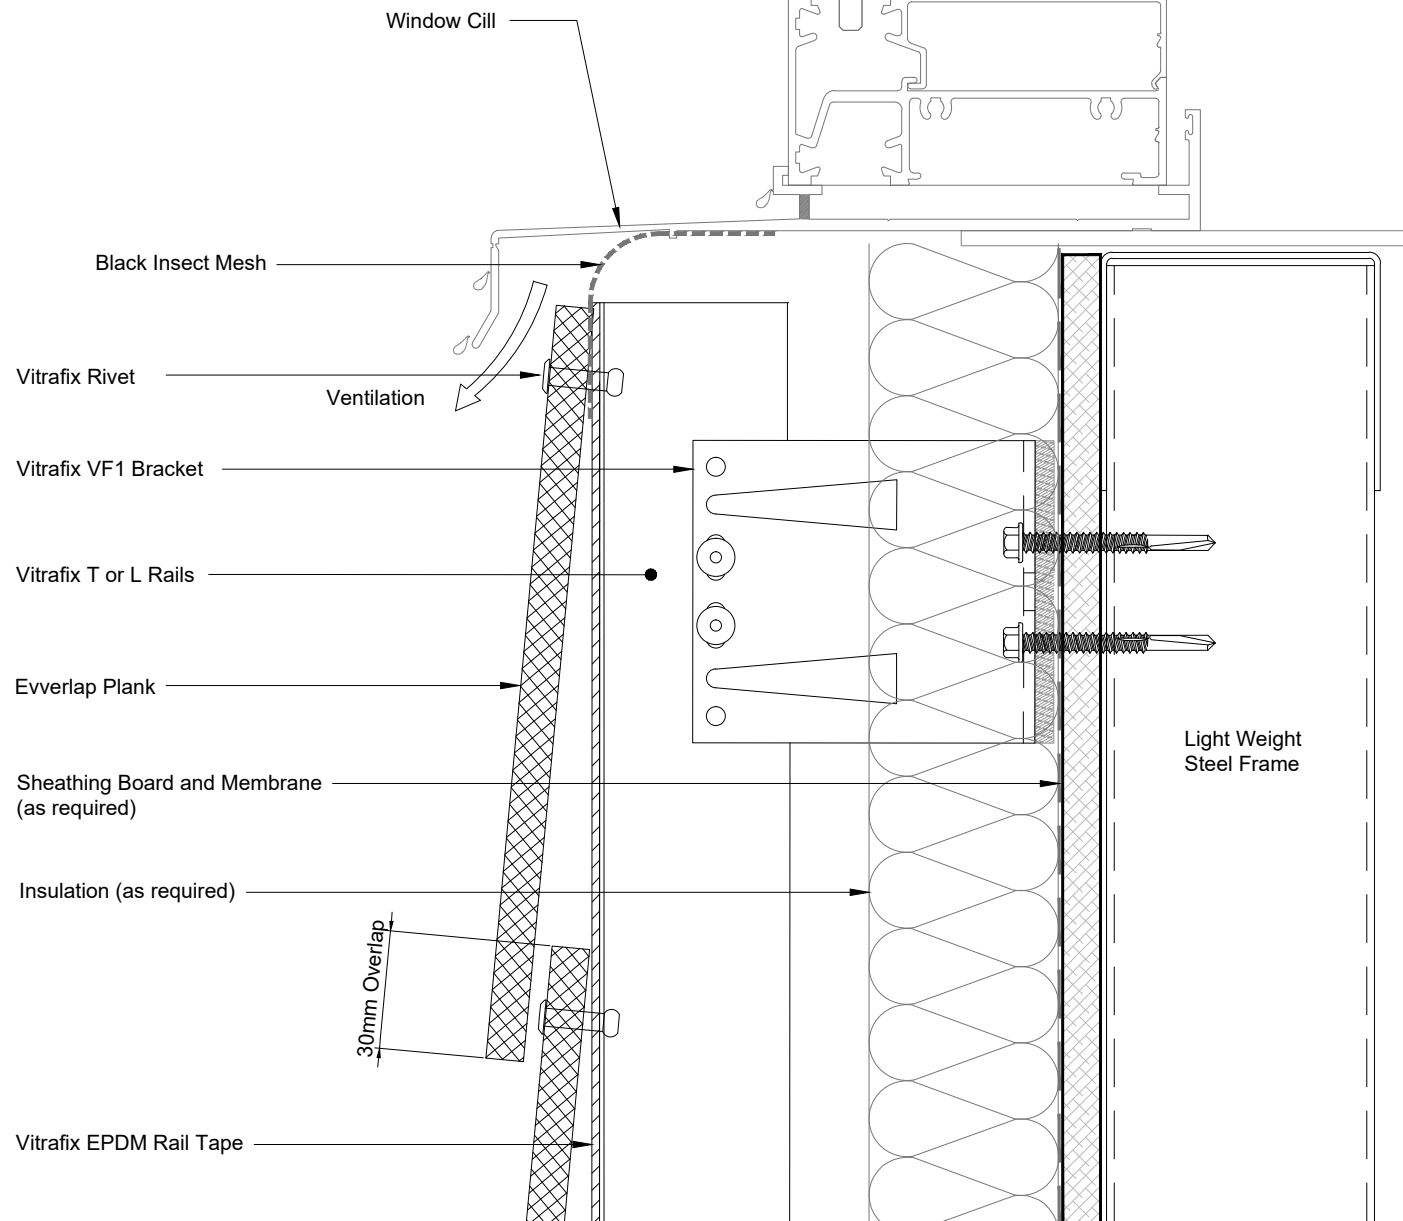 Window Cill
Black Insect Mesh
Vitrafix Rivet
Ventilation
Vitrafix VF1 Bracket
Vitrafix T or L Rails
Evverlap Plank
Light Weight
Steel Frame
Sheathing Board and Membrane
(as required)
Insulation (as required)
30mm Overlap
Vitrafix EPDM Rail Tape